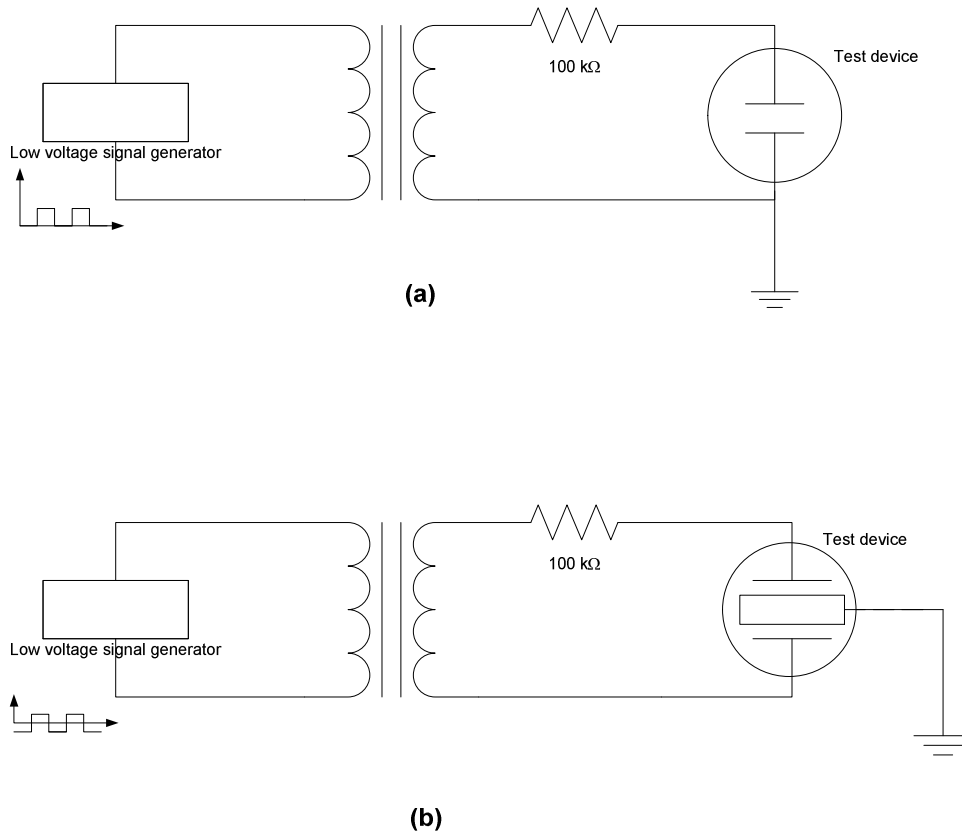 Test device
100 kΩ
Low voltage signal generator
(a)
Test device
100 kΩ
Low voltage signal generator
(b)